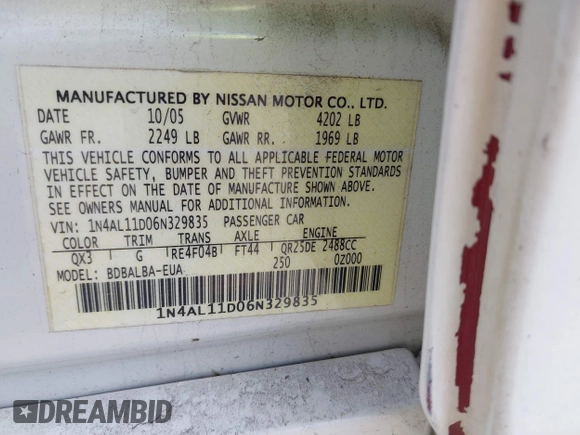 MANUFACTURED BY NISSAN MOTOR CO., LTD.
DATE 10/05 GVWR 4202 LB
GAWR FR. 2249 LB GAWR RR. 1969 LB
THIS VEHICLE CONFORMS TO ALL APPLICABLE FEDERAL MOTOR
VEHICLE SAFETY, BUMPER AND THEFT PREVENTION STANDARDS
IN EFFECT ON THE DATE OF MANUFACTURE SHOWN ABOVE.
SEE OWNERS MANUAL FOR ADDITIONAL INFORMATION.
VIN: 1N4AL11D06N329835 PASSENGER CAR
COLOR TRIM TRANS AXLE ENGINE
QX3 G RE4F04B FT44 QR25DE 2488CC
MODEL: BDBALBA-EUA 250 02000
1N4AL11D06N329835
DREAMBID